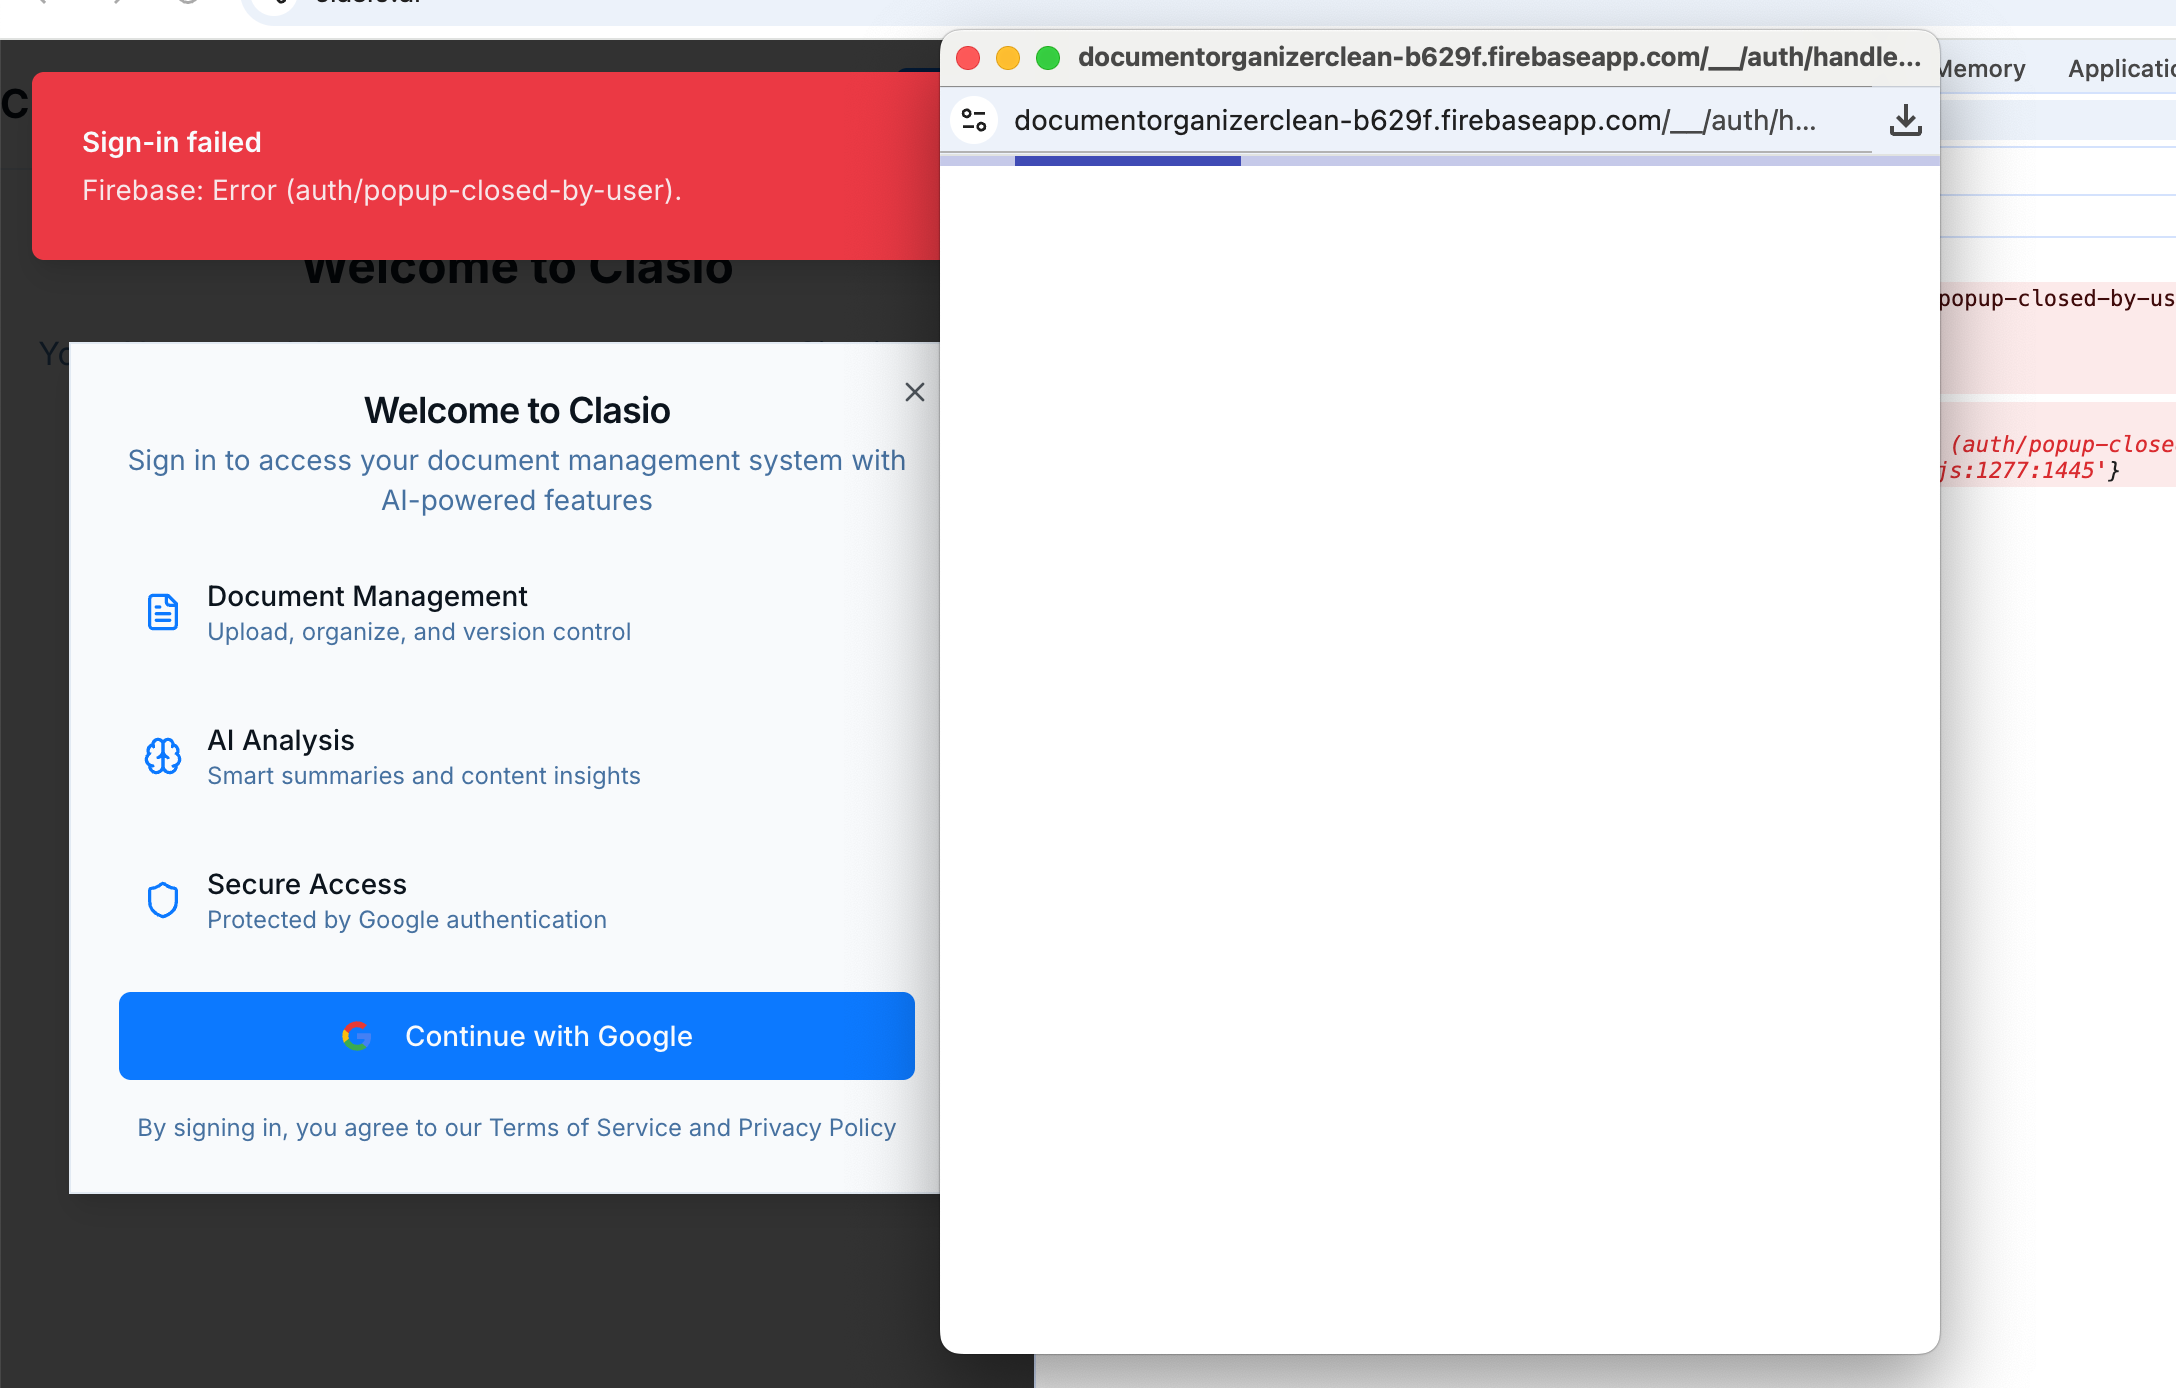 documentorganizerclean-b629f.firebaseapp.com/__/auth/handle...
documentorganizerclean-b629f.firebaseapp.com/__/auth/h...
Memory
Sign-in failed
Firebase: Error (auth/popup-closed-by-user).
Welcome to Clasio
popup-closed-by-us
(auth/popup-close
js:1277:1445'}
Welcome to Clasio
Sign in to access your document management system with
AI-powered features
Document Management
Upload, organize, and version control
AI Analysis
Smart summaries and content insights
Secure Access
Protected by Google authentication
Continue with Google
By signing in, you agree to our Terms of Service and Privacy Policy